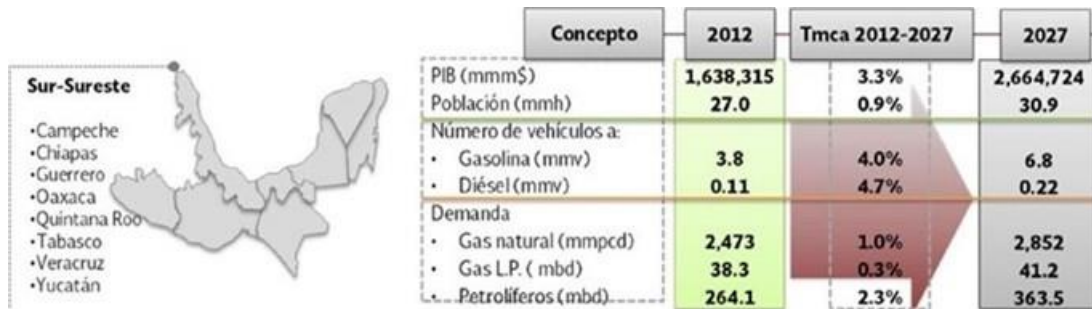 Sur-Sureste
•Campeche
•Chiapas
•Guerrero
•Oaxaca
•Quintana Roo
•Tabasco
•Veracruz
•Yucatán
Concepto 2012 Tmca 2012-2027 2027
PIB (mmm$) 1,638,315 3.3% 2,664,724
Población (mmh) 27.0 0.9% 30.9
Número de vehículos a:
• Gasolina (mmv) 3.8 4.0% 6.8
• Diésel (mmv) 0.11 4.7% 0.22
Demanda
• Gas natural (mmpcd) 2,473 1.0% 2,852
• Gas L.P. ( mbd) 38.3 0.3% 41.2
• Petrolíferos (mbd) 264.1 2.3% 363.5